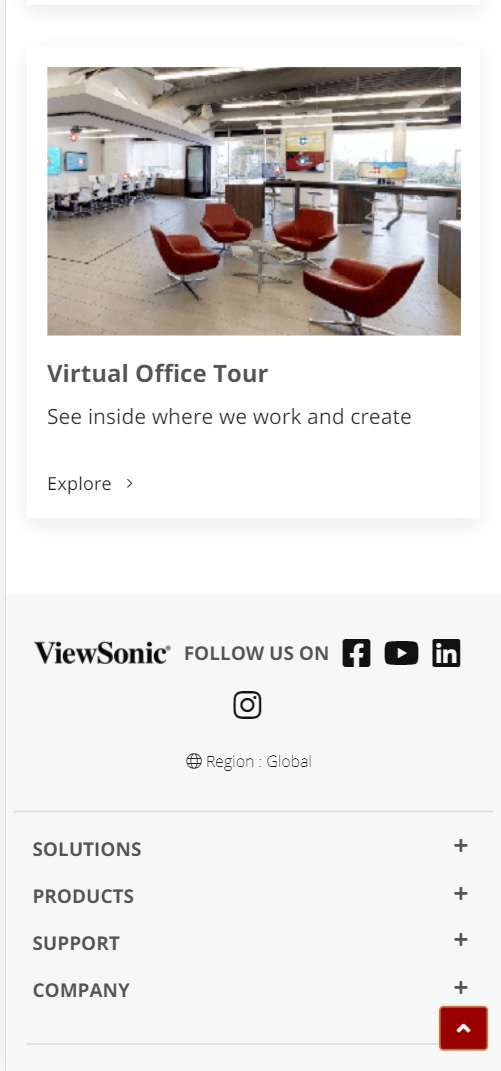 Virtual Office Tour
See inside where we work and create
Explore
ViewSonic® FOLLOW US ON
Region : Global
SOLUTIONS +
PRODUCTS +
SUPPORT +
COMPANY +